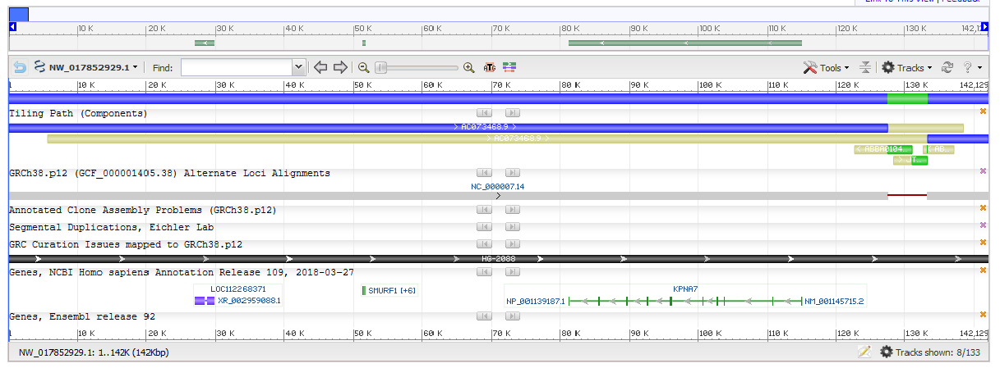 Link To This View | Feedback
10 K 20 K 30 K 40 K 50 K 60 K 70 K 80 K 90 K 100 K 110 K 120 K 130 K 142,1
NW_017852929.1 Find: ATG Tools Tracks ?
1 10 K 20 K 30 K 40 K 50 K 60 K 70 K 80 K 90 K 100 K 110 K 130 K 142,129
Tiling Path (Components)
AC073468.9
AC073468.9
ABBA0104... AB...
T...
GRCh38.p12 (GCF_000001405.38) Alternate Loci Alignments
NC_000007.14
Annotated Clone Assembly Problems (GRCh38.p12)
Segmental Duplications, Eichler Lab
GRC Curation Issues mapped to GRCh38.p12
HG-2088
Genes, NCBI Homo sapiens Annotation Release 109, 2018-03-27
LOC112268371 KPNA7
XR_002959088.1 SMURF1 [+6] NP_001139187.1 NM_001145715.2
Genes, Ensembl release 92
1 10 K 20 K 30 K 40 K 50 K 60 K 70 K 80 K 90 K 100 K 110 K 130 K 142,129
NW_017852929.1: 1..142K (142Kbp) Tracks shown: 8/133